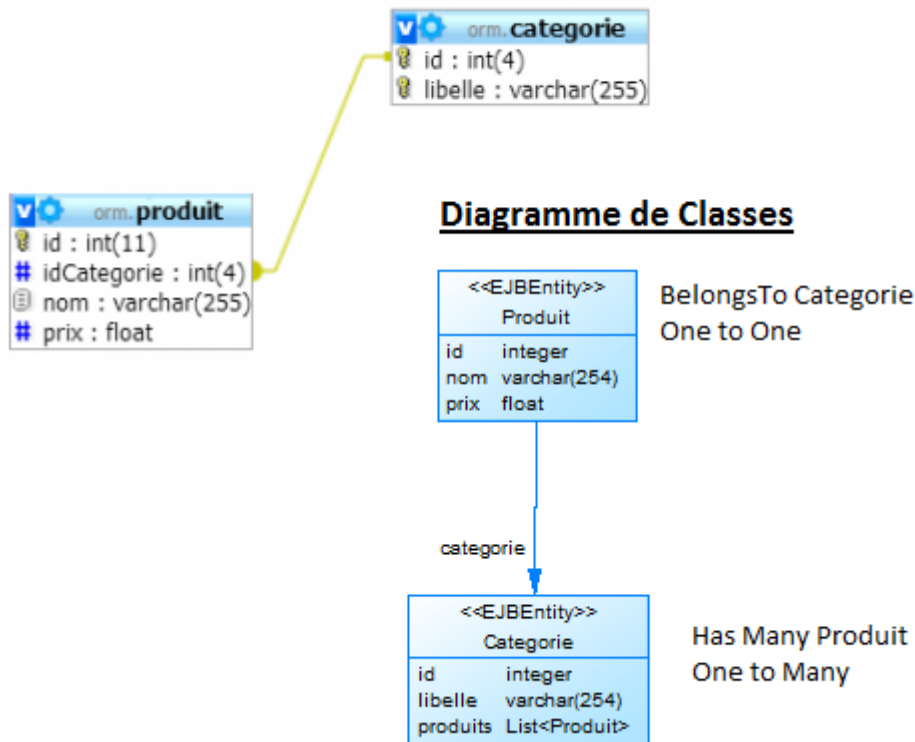 orm.categorie
id : int(4)
libelle : varchar(255)
orm.produit
id : int(11)
# idCategorie : int(4)
nom : varchar(255)
# prix : float
Diagramme de Classes
<<EJBEntity>>
Produit
id integer
nom varchar(254)
prix float
BelongsTo Categorie
One to One
categorie
<<EJBEntity>>
Categorie
id integer
libelle varchar(254)
produits List<Produit>
Has Many Produit
One to Many